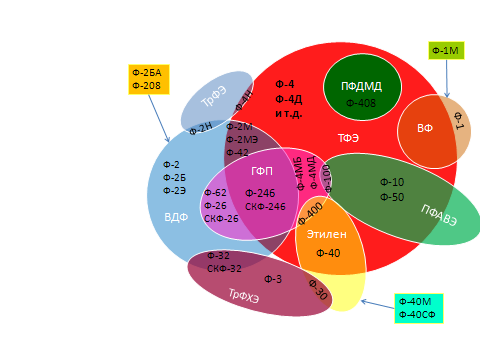 Ф-1М
Ф-2БА
Ф-208
ТрФЭ
Ф-4Н
Ф-4
Ф-4Д
и т.д.
ПФДМД
Ф-408
ВФ
Ф-1
Ф-2Н
Ф-2М
Ф-2МЭ
Ф-42
ТФЭ
Ф-2
Ф-2Б
Ф-2Э
ВДФ
ГФП
Ф-62
Ф-26
СКФ-26
Ф-246
СКФ-246
Ф-4МБ
Ф-4МД
Ф-100
Ф-10
Ф-50
ПФАВЭ
Ф-400
Этилен
Ф-40
Ф-32
СКФ-32
Ф-3
ТрФХЭ
Ф-30
Ф-40М
Ф-40СФ